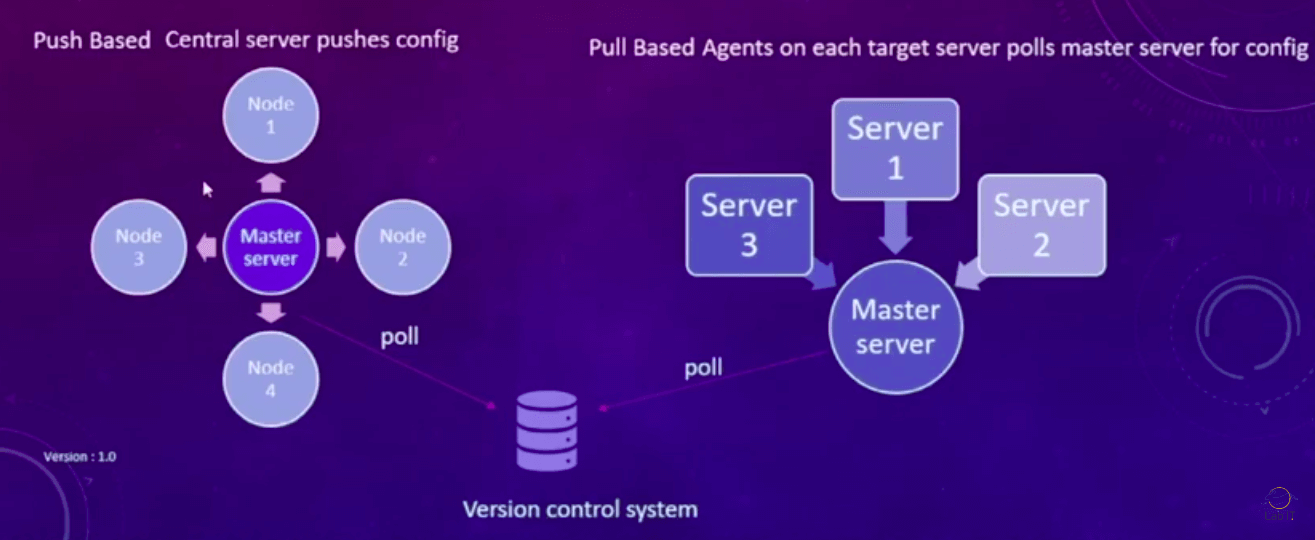 Push Based Central server pushes config
Node
1
Node
3
Master
server
Node
2
Node
4
poll
Version : 1.0
Pull Based Agents on each target server polls master server for config
Server
1
Server
3
Server
2
Master
server
poll
Version control system